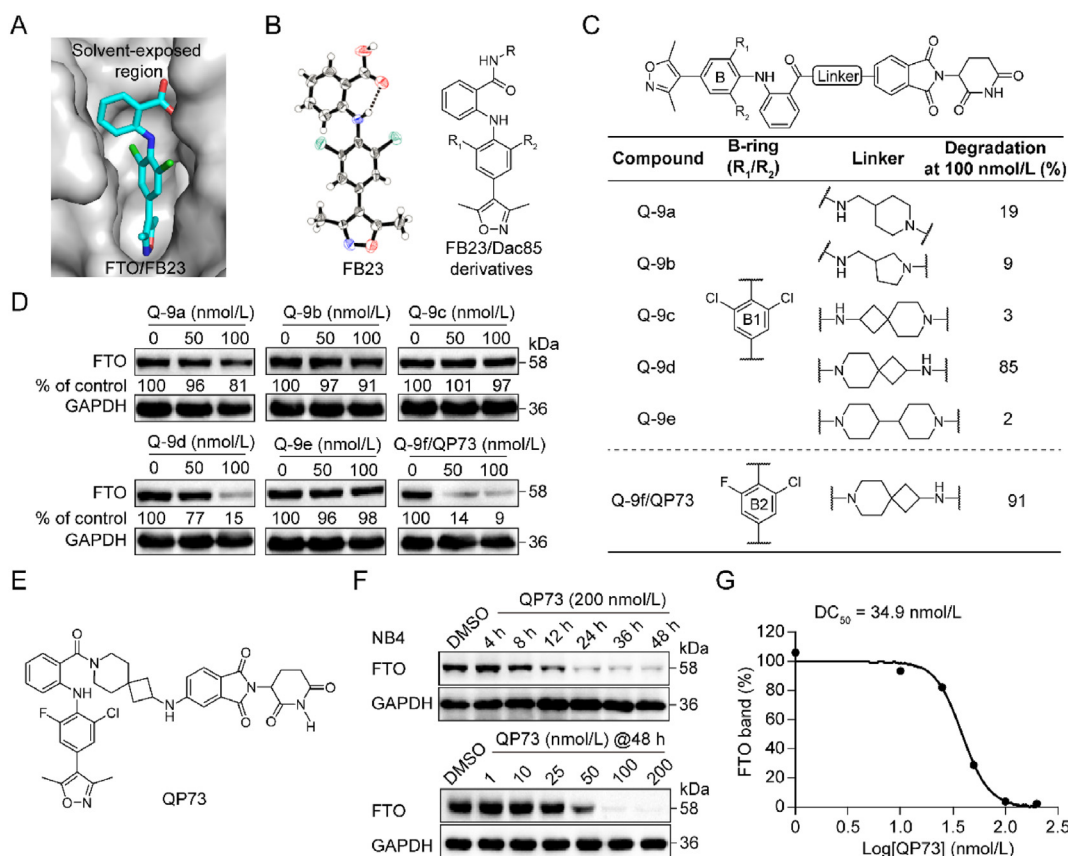 A
Solvent-exposed
region
FTO/FB23
B
FB23
N
H
R
O
NH
R1
R2
N
O
FB23/Dac85
derivatives
C
N
O
R1
B
R2
NH
O
Linker
O
N
O
O
NH
O
Compound
B-ring
(R1/R2)
Linker
Degradation
at 100 nmol/L (%)
Q-9a
N
H
N
19
Q-9b
N
H
N
9
Q-9c
Cl
Cl
B1
H
N
N
3
Q-9d
N
N
H
85
Q-9e
N
N
2
Q-9f/QP73
F
Cl
B2
N
H
N
91
D
Q-9a (nmol/L) Q-9b (nmol/L) Q-9c (nmol/L)
0 50 100 0 50 100 0 50 100 kDa
FTO 58
% of control 100 96 81 100 97 91 100 101 97
GAPDH 36
Q-9d (nmol/L) Q-9e (nmol/L) Q-9f/QP73 (nmol/L)
0 50 100 0 50 100 0 50 100
FTO 58
% of control 100 77 15 100 96 98 100 14 9
GAPDH 36
E
O
N
NH
F
Cl
O
N
N
H
O
N
O
O
N
H
O
QP73
F
QP73 (200 nmol/L)
NB4 DMSO 4 h 8 h 12 h 24 h 36 h 48 h kDa
FTO 58
GAPDH 36
QP73 (nmol/L) @48 h
DMSO 1 10 25 50 100 200 kDa
FTO 58
GAPDH 36
G
DC50 = 34.9 nmol/L
FTO band (%)
120
100
80
60
40
20
0
0 0.5 1.0 1.5 2.0 2.5
Log[QP73] (nmol/L)